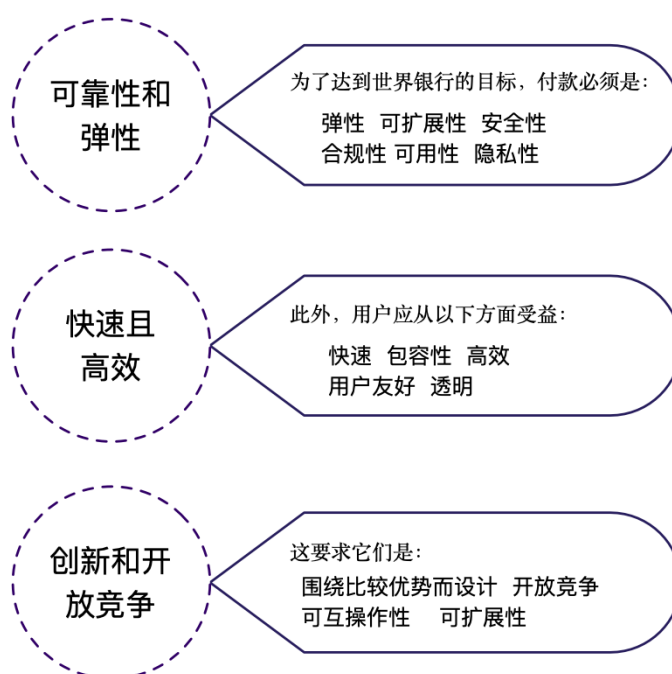 可靠性和
弹性
为了达到世界银行的目标，付款必须是：
弹性 可扩展性 安全性
合规性 可用性 隐私性
快速且
高效
此外，用户应从以下方面受益：
快速 包容性 高效
用户友好 透明
创新和开
放竞争
这要求它们是：
围绕比较优势而设计 开放竞争
可互操作性 可扩展性